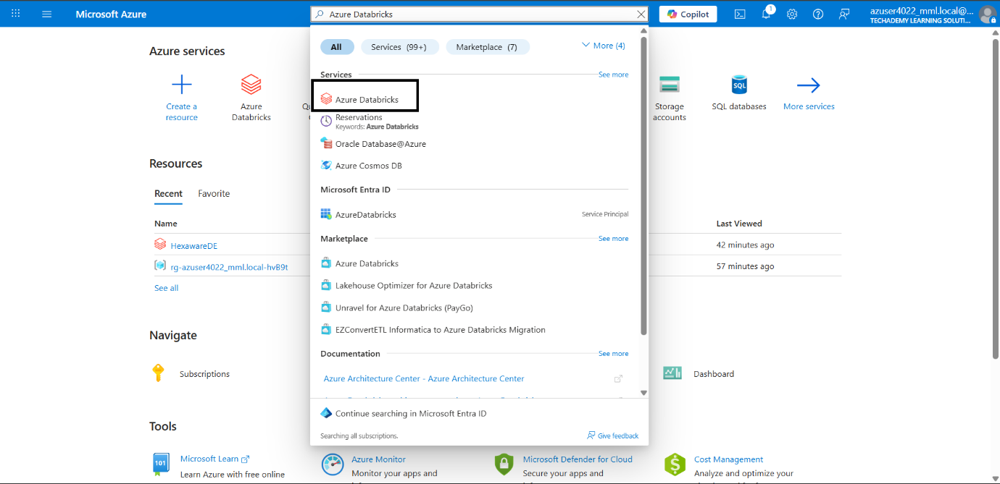 Microsoft Azure
Azure Databricks
Copilot
1
azuser4022_mml.local@...
TECHADEMY LEARNING SOLUTI...
All
Services (99+)
Marketplace (7)
More (4)
Azure services
Create a resource
Azure Databricks
Storage accounts
SQL
SQL databases
More services
Services
See more
Azure Databricks
Reservations
Keywords: Azure Databricks
Oracle Database@Azure
Azure Cosmos DB
Microsoft Entra ID
AzureDatabricks
Service Principal
Marketplace
See more
Azure Databricks
Lakehouse Optimizer for Azure Databricks
Unravel for Azure Databricks (PayGo)
EZConvertETL Informatica to Azure Databricks Migration
Documentation
See more
Azure Architecture Center - Azure Architecture Center
Continue searching in Microsoft Entra ID
Searching all subscriptions.
Give feedback
Resources
Recent
Favorite
Name
Last Viewed
HexawareDE
42 minutes ago
rg-azuser4022_mml.local-hvB9t
57 minutes ago
See all
Navigate
Subscriptions
Dashboard
Tools
101
Microsoft Learn
Learn Azure with free online
Azure Monitor
Monitor your apps and
Microsoft Defender for Cloud
Secure your apps and
Cost Management
Analyze and optimize your